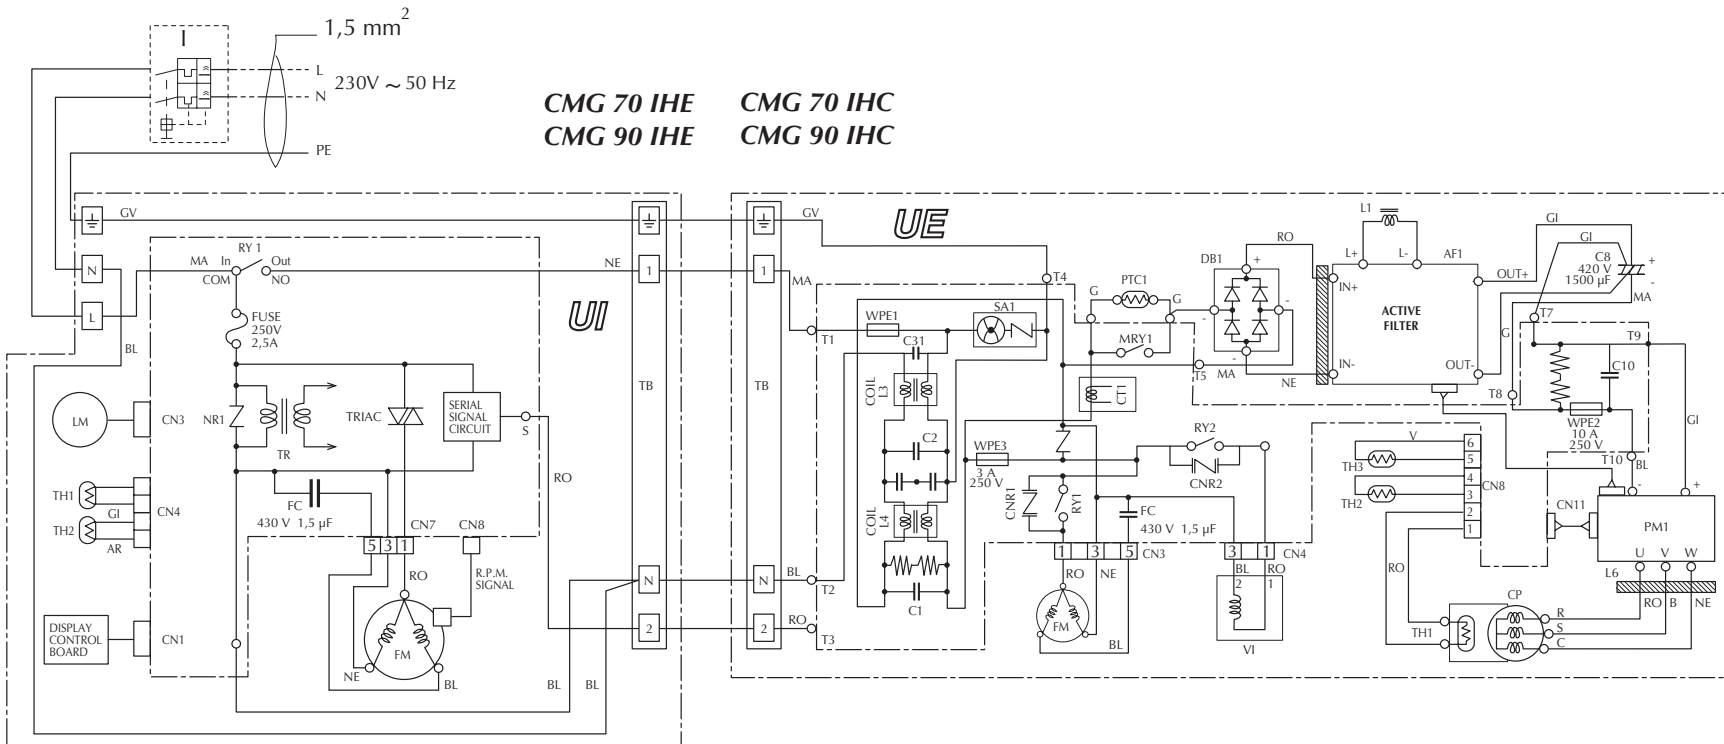 I
1,5 mm²
L
230V ~ 50 Hz
N
PE
CMG 70 IHE CMG 70 IHC
CMG 90 IHE CMG 90 IHC
GV
N
L
BL
MA
In
COM
RY 1
Out
NO
NE
FUSE
250V
2,5A
UI
1
TB
N
2
NR1
TR
TRIAC
SERIAL
SIGNAL
CIRCUIT
S
RO
FC
430 V 1,5 µF
CN7
CN8
5 3 1
R.P.M.
SIGNAL
RO
FM
NE
BL
BL
BL
LM
CN3
TH1
GI
CN4
TH2
AR
DISPLAY
CONTROL
BOARD
CN1
UE
1
TB
N
2
GV
MA
T1
BL
T2
RO
T3
T4
WPE1
SA1
C31
COIL
L3
C2
COIL
L4
C1
WPE3
3 A
250 V
G
PTC1
G
MRY1
CT1
DB1
+
-
-
-
RO
T5
MA
NE
L1
L+
L-
AF1
IN+
IN-
ACTIVE
FILTER
OUT+
OUT-
GI
GI
C8
420 V
1500 µF
+
-
MA
G
T7
T9
T8
C10
WPE2
10 A
250 V
T10
BL
GI
RY2
CNR2
CNR1
RY1
FC
430 V 1,5 µF
1 3 5
CN3
3 1
CN4
RO
NE
FM
BL
BL
RO
2
1
VI
V
TH3
TH2
6
5
4
3
2
1
CN8
RO
CN11
-
+
PM1
U V W
L6
RO
B
NE
CP
TH1
R
S
C